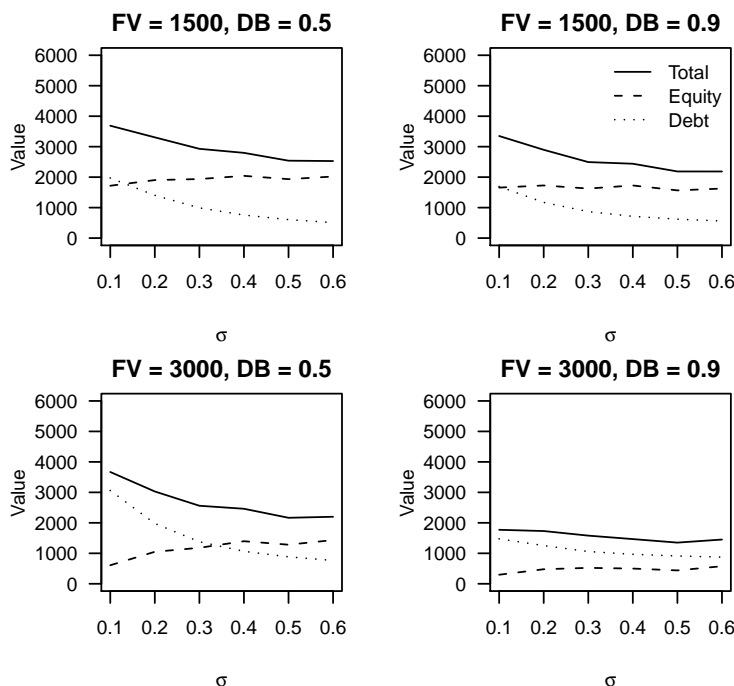 FV = 1500, DB = 0.5
Value
6000
5000
4000
3000
2000
1000
0
0.1 0.2 0.3 0.4 0.5 0.6
σ
FV = 1500, DB = 0.9
Value
6000
5000
4000
3000
2000
1000
0
Total
Equity
Debt
0.1 0.2 0.3 0.4 0.5 0.6
σ
FV = 3000, DB = 0.5
Value
6000
5000
4000
3000
2000
1000
0
0.1 0.2 0.3 0.4 0.5 0.6
σ
FV = 3000, DB = 0.9
Value
6000
5000
4000
3000
2000
1000
0
0.1 0.2 0.3 0.4 0.5 0.6
σ